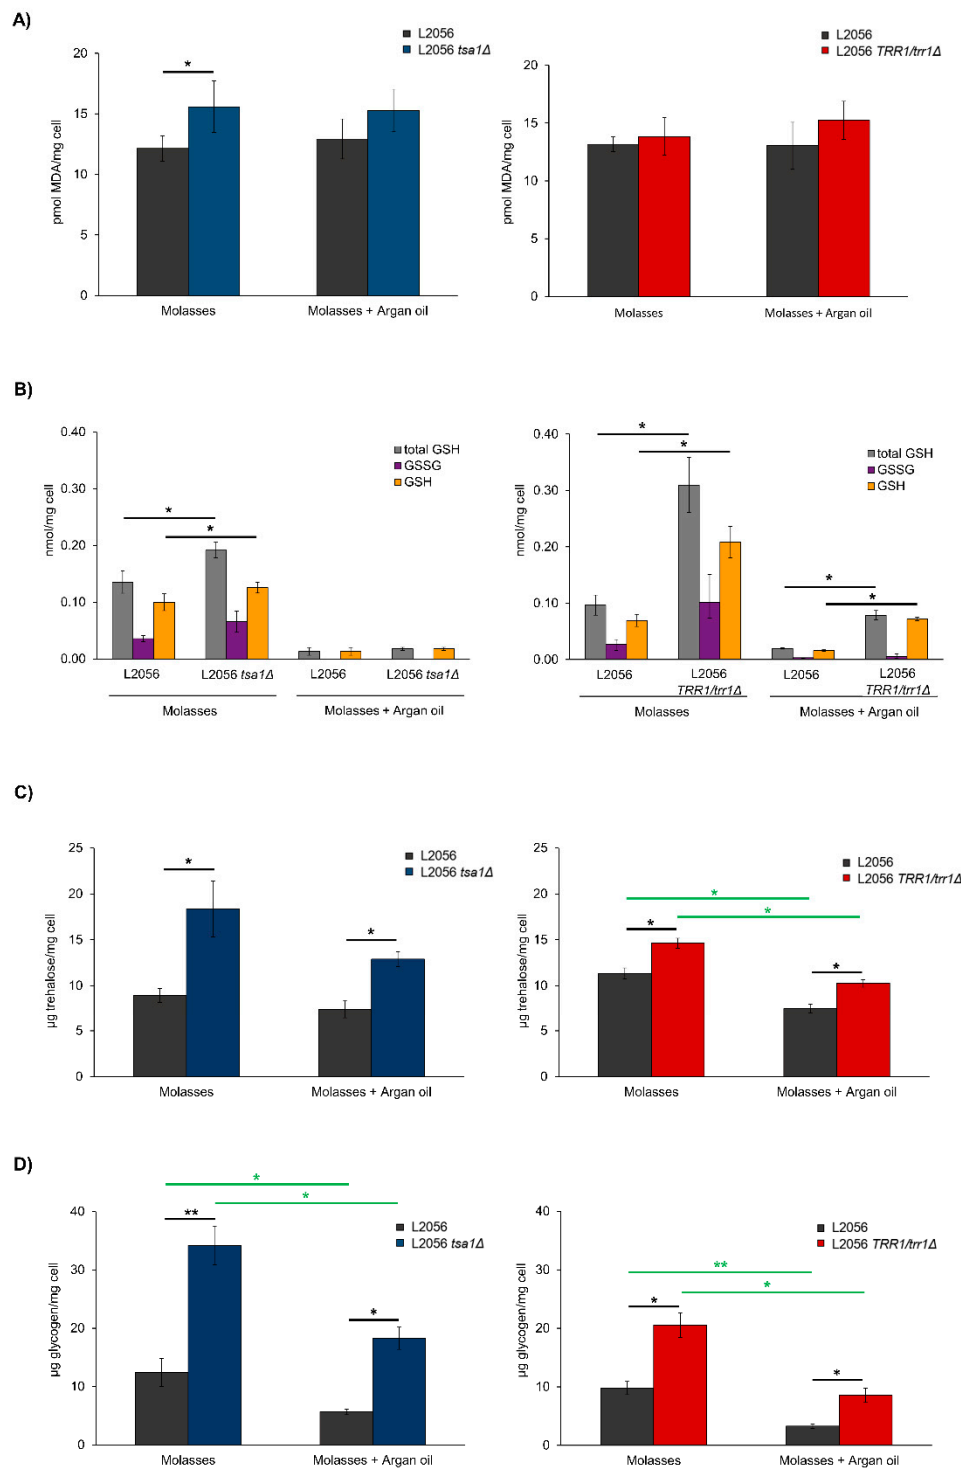 A)
L2056
L2056 tsa1Δ
pmol MDA/mg cell
20
15
10
5
0
*
Molasses
Molasses + Argan oil
L2056
L2056 TRR1/trr1Δ
pmol MDA/mg cell
20
15
10
5
0
Molasses
Molasses + Argan oil
B)
nmol/mg cell
0.40
0.30
0.20
0.10
0.00
total GSH
GSSG
GSH
*
*
L2056
L2056 tsa1Δ
L2056
L2056 tsa1Δ
Molasses
Molasses + Argan oil
nmol/mg cell
0.40
0.30
0.20
0.10
0.00
total GSH
GSSG
GSH
*
*
*
*
L2056
L2056
TRR1/trr1Δ
L2056
L2056
TRR1/trr1Δ
Molasses
Molasses + Argan oil
C)
µg trehalose/mg cell
25
20
15
10
5
0
L2056
L2056 tsa1Δ
*
*
Molasses
Molasses + Argan oil
µg trehalose/mg cell
25
20
15
10
5
0
L2056
L2056 TRR1/trr1Δ
*
*
*
*
Molasses
Molasses + Argan oil
D)
µg glycogen/mg cell
40
30
20
10
0
L2056
L2056 tsa1Δ
*
*
**
*
Molasses
Molasses + Argan oil
µg glycogen/mg cell
40
30
20
10
0
L2056
L2056 TRR1/trr1Δ
**
*
*
*
Molasses
Molasses + Argan oil